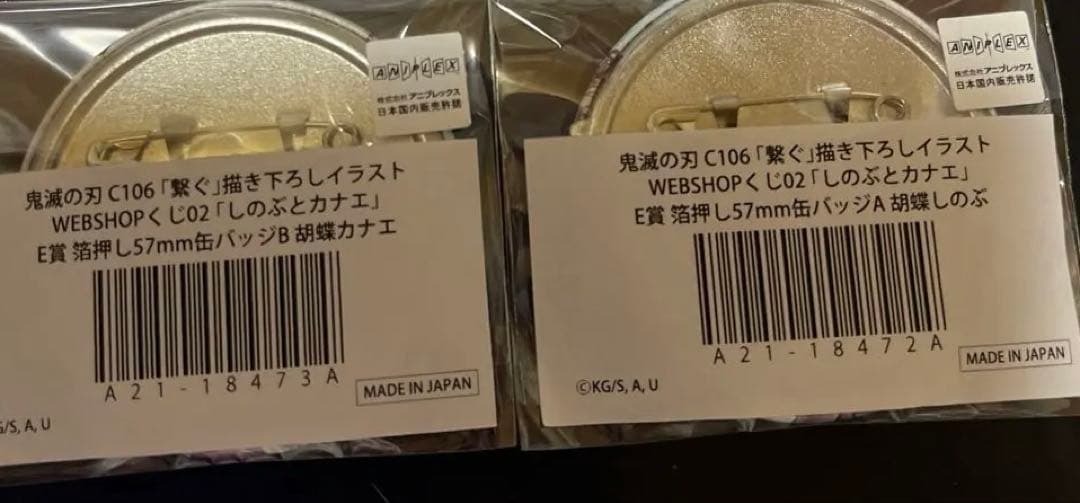 ANIPLEX
株式会社アニプレックス
日本国内販売許諾
鬼滅の刃 C106「繋ぐ」描き下ろしイラスト
WEBSHOPくじ02「しのぶとカナエ」
E賞 箔押し57mm缶バッジB 胡蝶カナエ
A21-18473A
MADE IN JAPAN
G/S, A, U
ANIPLEX
株式会社アニプレックス
日本国内販売許諾
鬼滅の刃 C106「繋ぐ」描き下ろしイラスト
WEBSHOPくじ02「しのぶとカナエ」
E賞 箔押し57mm缶バッジA 胡蝶しのぶ
A21-18472A
MADE IN JAPAN
©KG/S, A, U